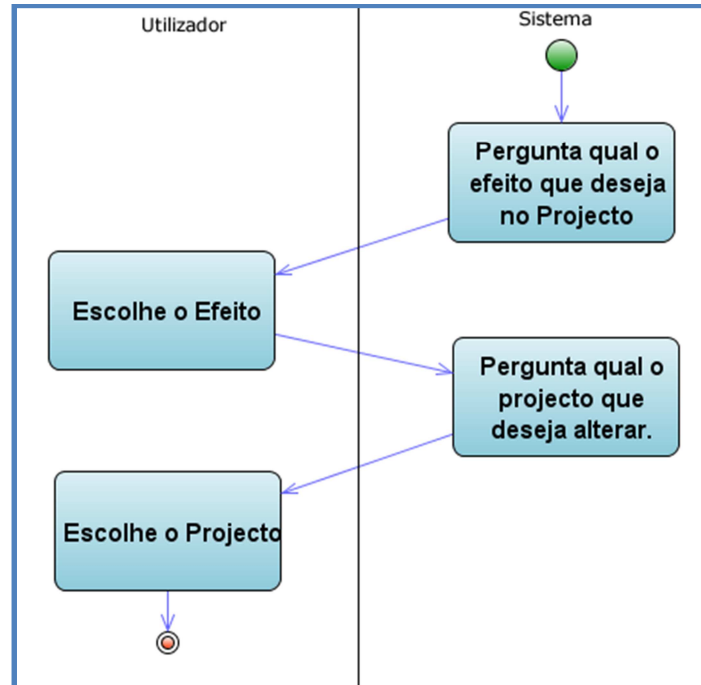 Utilizador
Sistema
Pergunta qual o
efeito que deseja
no Projecto
Escolhe o Efeito
Pergunta qual o
projecto que
deseja alterar.
Escolhe o Projecto